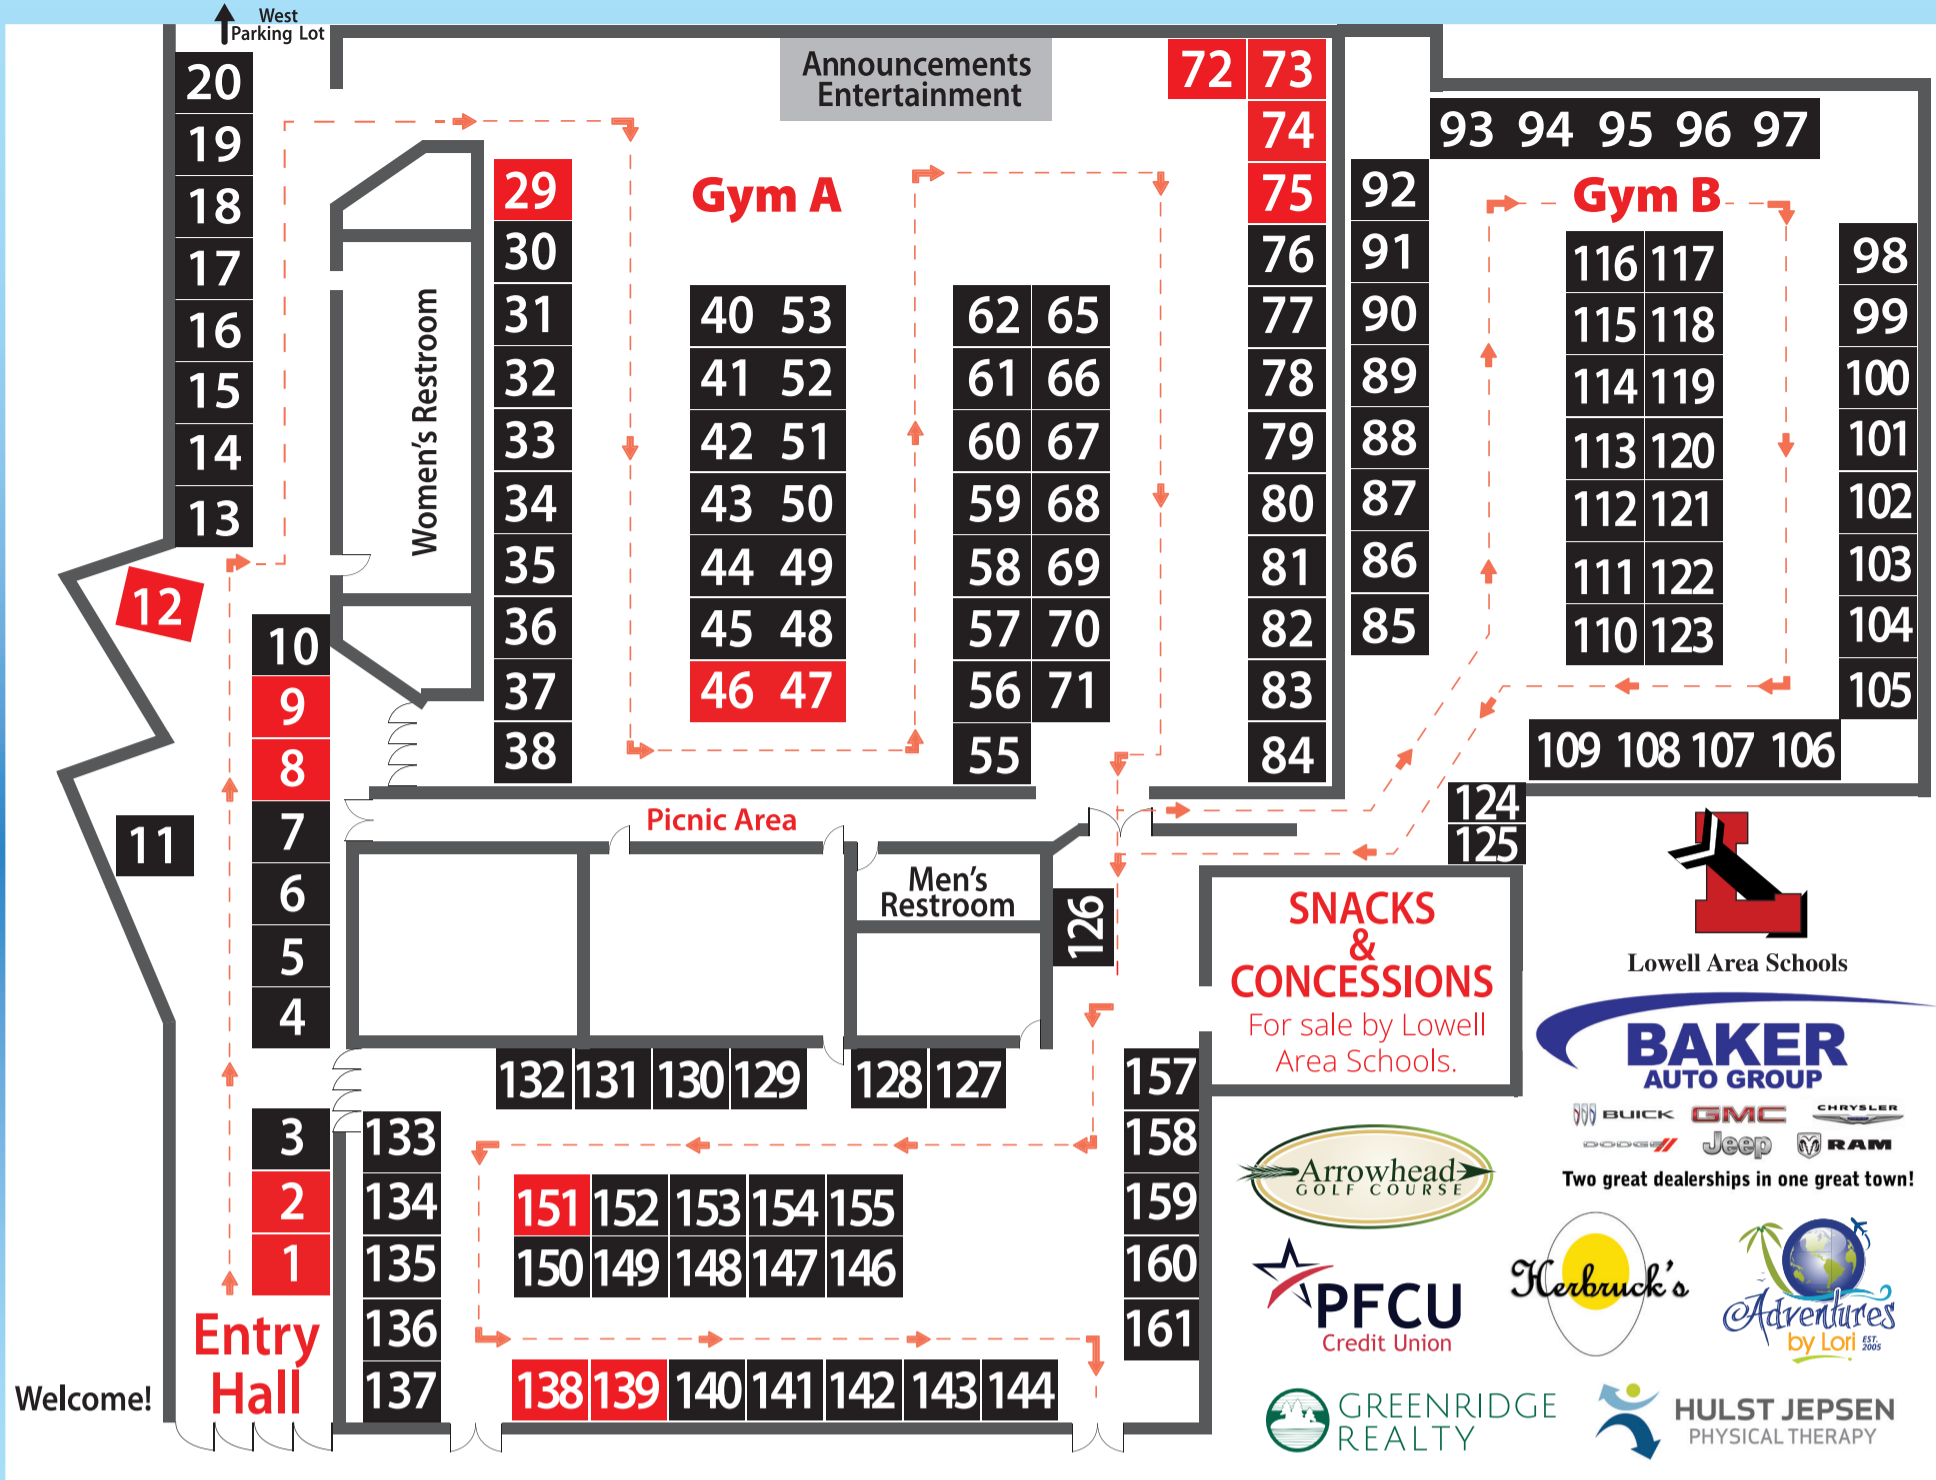 West
Parking Lot
20
19
18
17
16
15
14
13
12
10
9
8
7
11
6
5
4
3
2
1
Entry
Hall
Welcome!
Women's Restroom
Announcements
Entertainment
Gym A
29
30
31
32
33
34
35
36
37
38
40 53
41 52
42 51
43 50
44 49
45 48
46 47
62 65
61 66
60 67
59 68
58 69
57 70
56 71
55
72 73
74
75
76
77
78
79
80
81
82
83
84
Gym B
93 94 95 96 97
92
91
90
89
88
87
86
85
116 117
115 118
114 119
113 120
112 121
111 122
110 123
98
99
100
101
102
103
104
105
109 108 107 106
124
125
Picnic Area
Men's
Restroom
126
SNACKS
&
CONCESSIONS
For sale by Lowell
Area Schools.
132 131 130 129 128 127
133
134
135
136
137
151 152 153 154 155
150 149 148 147 146
138 139 140 141 142 143 144
157
158
159
160
161
L
Lowell Area Schools
BAKER
AUTO GROUP
BUICK GMC CHRYSLER
DODGE Jeep RAM
Two great dealerships in one great town!
Arrowhead
GOLF COURSE
PFCU
Credit Union
Herbruck's
Adventures
by Lori EST. 2005
GREENRIDGE
REALTY
HULST JEPSEN
PHYSICAL THERAPY